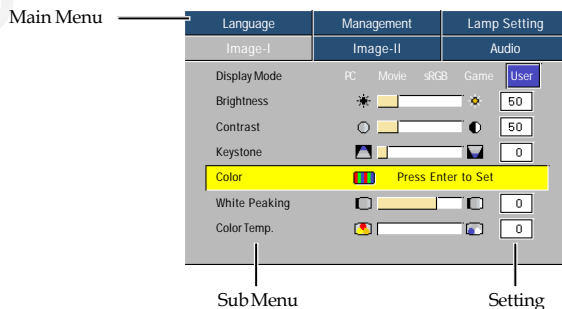 Main Menu
Language Management Lamp Setting
Image-I Image-II Audio
Display Mode PC Movie sRGB Game User
Brightness 50
Contrast 50
Keystone 0
Color Press Enter to Set
White Peaking 0
Color Temp. 0
Sub Menu Setting